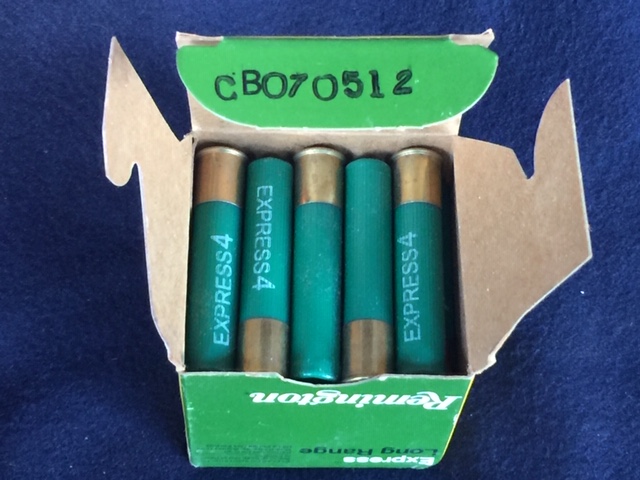 CB070512
EXPRESS4
EXPRESS4
EXPRESS4
Remington
Express
Long Range